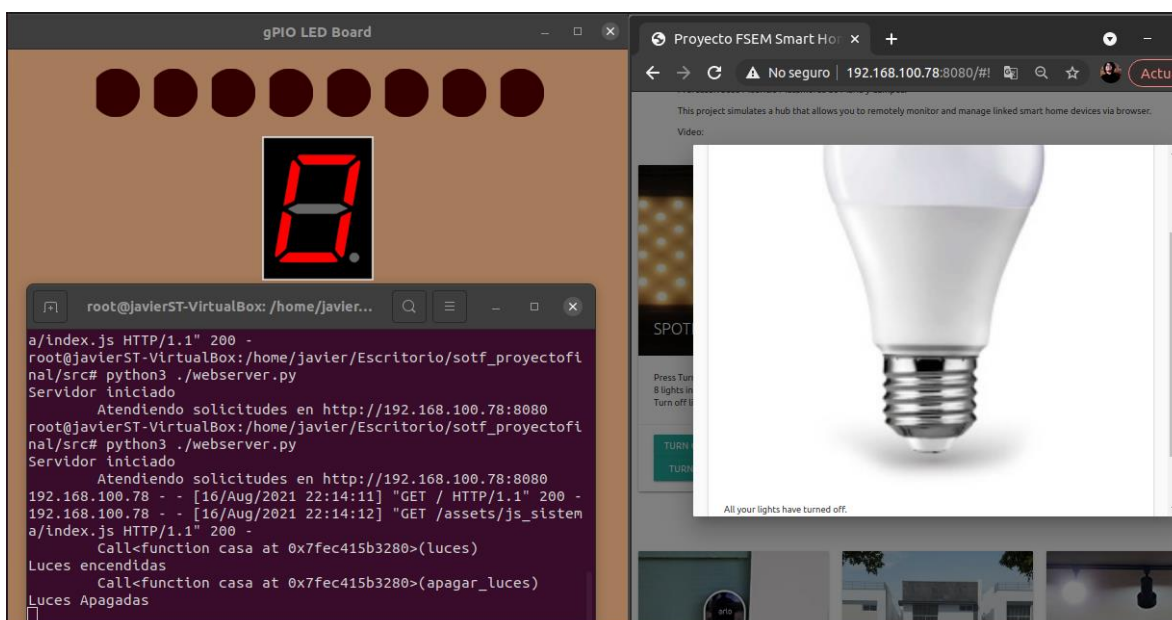 gPIO LED Board
root@javierST-VirtualBox: /home/javier...
a/index.js HTTP/1.1" 200 -
root@javierST-VirtualBox:/home/javier/Escritorio/sotf_proyectofi
nal/src# python3 ./webserver.py
Servidor iniciado
Atendiendo solicitudes en http://192.168.100.78:8080
root@javierST-VirtualBox:/home/javier/Escritorio/sotf_proyectofi
nal/src# python3 ./webserver.py
Servidor iniciado
Atendiendo solicitudes en http://192.168.100.78:8080
192.168.100.78 - - [16/Aug/2021 22:14:11] "GET / HTTP/1.1" 200 -
192.168.100.78 - - [16/Aug/2021 22:14:12] "GET /assets/js_sistem
a/index.js HTTP/1.1" 200 -
Call<function casa at 0x7fec415b3280>(luces)
Luces encendidas
Call<function casa at 0x7fec415b3280>(apagar_luces)
Luces Apagadas
Proyecto FSEM Smart Hor
No seguro | 192.168.100.78:8080/#!
Actu
This project simulates a hub that allows you to remotely monitor and manage linked smart home devices via browser.
Video:
SPOT
Press Turn
8 lights in
Turn off li
TURN
TURN
All your lights have turned off.
arlo